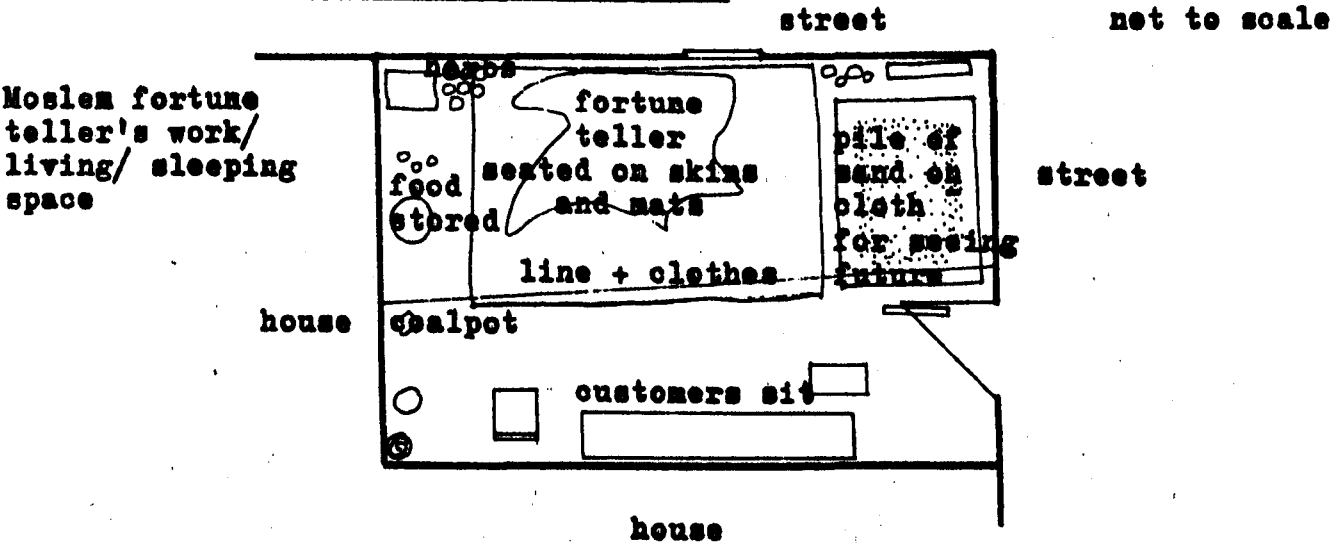 street
not to scale
Moslem fortune
teller's work/
living/ sleeping
space
herbs
fortune
teller
seated on skins
and mats
food
stored
pile of
sand on
cloth
for seeing
future
street
line + clothes
house
coalpot
customers sit
house